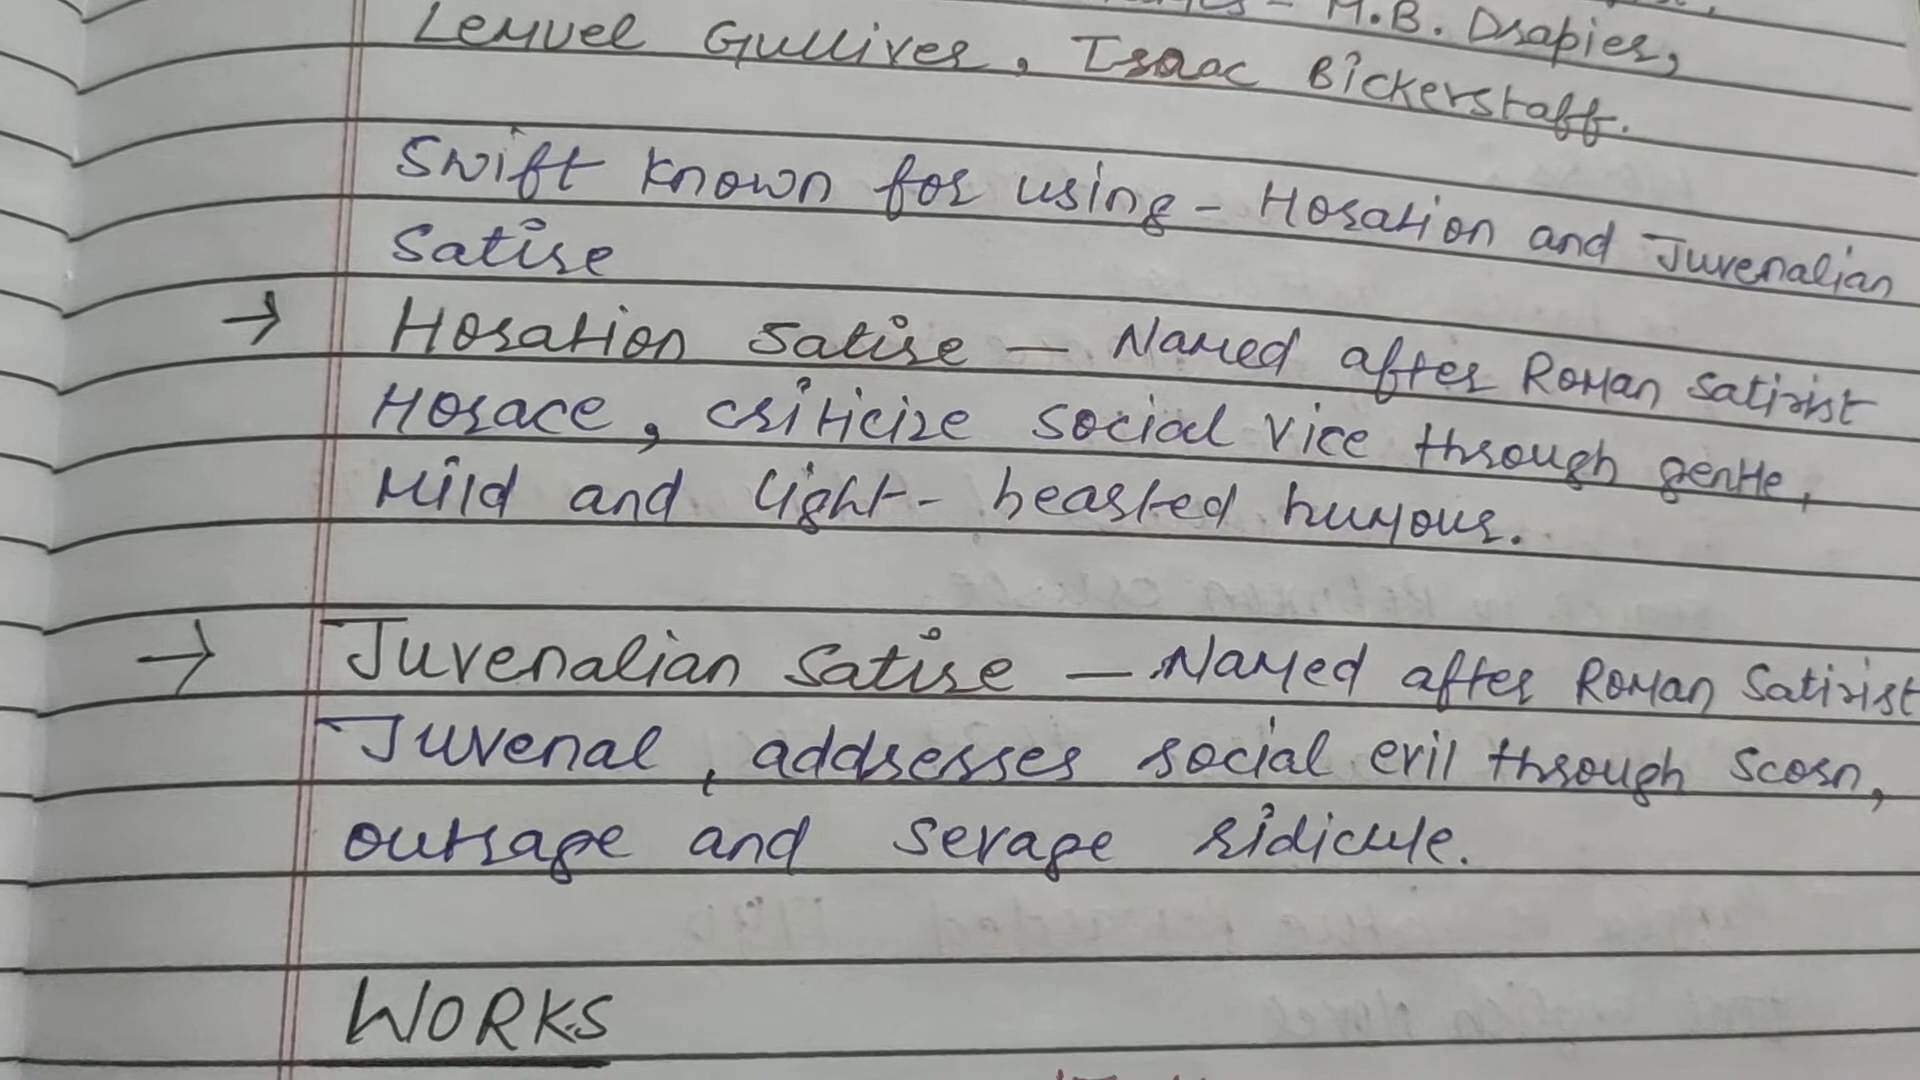 M.B. Drapier,
Lemuel Gulliver, Isaac Bickerstaff.
Swift known for using - Horation and Juvenalian
Satire
→ Horation Satire — Named after Roman Satirist
Horace, criticize social vice through gentle,
Mild and light-hearted humour.
→ Juvenalian Satire — Named after Roman Satirist
Juvenal, addresses social evil through scorn,
outrage and sevage ridicule.
WORKS